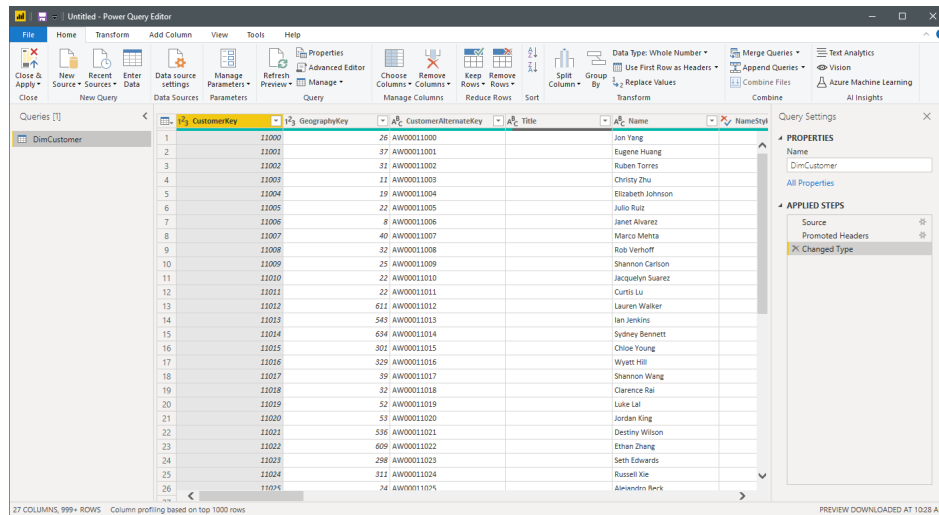 Untitled - Power Query Editor
File Home Transform Add Column View Tools Help
Close & Apply
New Source
Recent Sources
Enter Data
Data source settings
Manage Parameters
Refresh Preview
Properties
Advanced Editor
Manage
Choose Columns
Remove Columns
Keep Rows
Remove Rows
Split Column
Group By
Data Type: Whole Number
Use First Row as Headers
Replace Values
Merge Queries
Append Queries
Combine Files
Text Analytics
Vision
Azure Machine Learning
Close New Query Data Sources Parameters Query Manage Columns Reduce Rows Sort Transform Combine AI Insights
Queries [1]
DimCustomer
CustomerKey GeographyKey CustomerAlternateKey Title Name NameStyl
1 11000 26 AW00011000 Jon Yang
2 11001 37 AW00011001 Eugene Huang
3 11002 31 AW00011002 Ruben Torres
4 11003 11 AW00011003 Christy Zhu
5 11004 19 AW00011004 Elizabeth Johnson
6 11005 22 AW00011005 Julio Ruiz
7 11006 8 AW00011006 Janet Alvarez
8 11007 40 AW00011007 Marco Mehta
9 11008 32 AW00011008 Rob Verhoff
10 11009 25 AW00011009 Shannon Carlson
11 11010 22 AW00011010 Jacquelyn Suarez
12 11011 22 AW00011011 Curtis Lu
13 11012 611 AW00011012 Lauren Walker
14 11013 543 AW00011013 Ian Jenkins
15 11014 634 AW00011014 Sydney Bennett
16 11015 301 AW00011015 Chloe Young
17 11016 329 AW00011016 Wyatt Hill
18 11017 39 AW00011017 Shannon Wang
19 11018 32 AW00011018 Clarence Rai
20 11019 52 AW00011019 Luke Lal
21 11020 53 AW00011020 Jordan King
22 11021 536 AW00011021 Destiny Wilson
23 11022 609 AW00011022 Ethan Zhang
24 11023 298 AW00011023 Seth Edwards
25 11024 311 AW00011024 Russell Xie
26 11025 24 AW00011025 Alejandro Beck
Query Settings
PROPERTIES
Name
DimCustomer
All Properties
APPLIED STEPS
Source
Promoted Headers
Changed Type
27 COLUMNS, 999+ ROWS Column profiling based on top 1000 rows PREVIEW DOWNLOADED AT 10:28 A